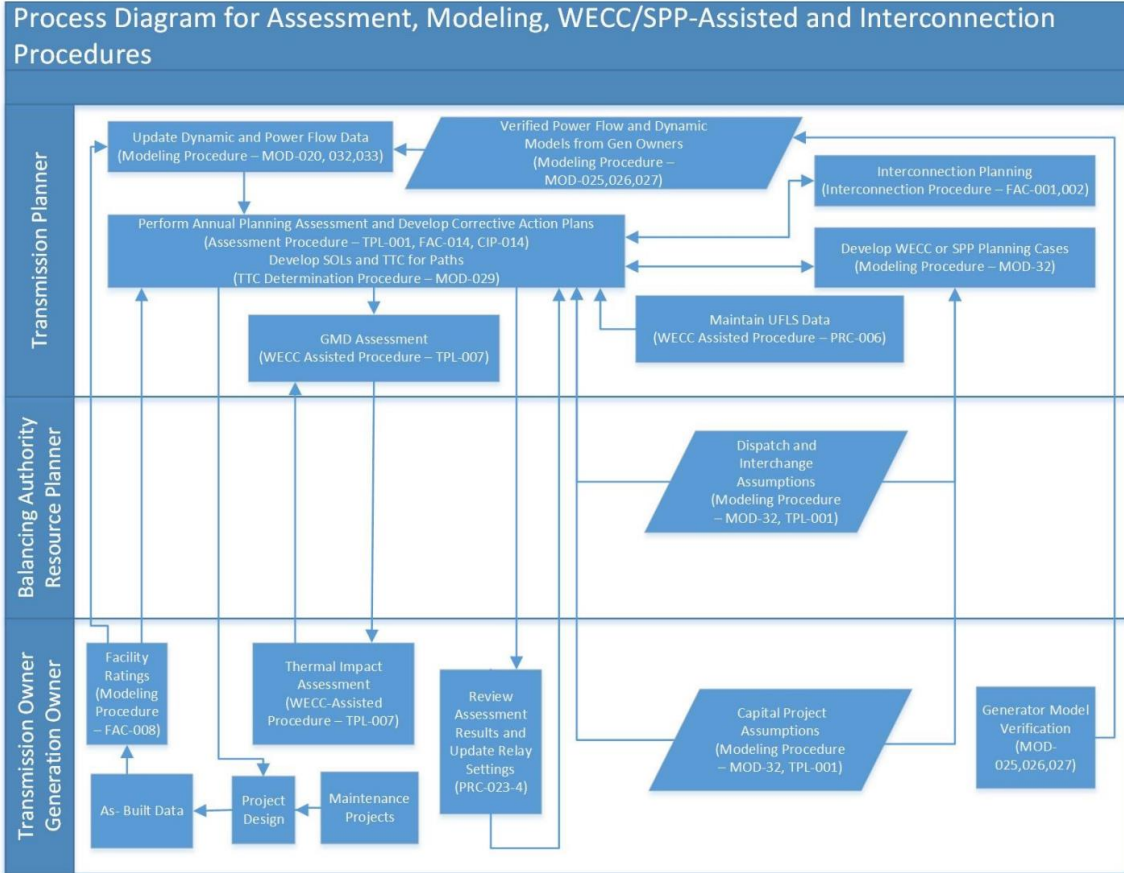 Process Diagram for Assessment, Modeling, WECC/SPP-Assisted and Interconnection
Procedures
Transmission Planner
Update Dynamic and Power Flow Data
(Modeling Procedure – MOD-020, 032,033)
Verified Power Flow and Dynamic
Models from Gen Owners
(Modeling Procedure –
MOD-025,026,027)
Interconnection Planning
(Interconnection Procedure – FAC-001,002)
Perform Annual Planning Assessment and Develop Corrective Action Plans
(Assessment Procedure – TPL-001, FAC-014, CIP-014)
Develop SOLs and TTC for Paths
(TTC Determination Procedure – MOD-029)
Develop WECC or SPP Planning Cases
(Modeling Procedure – MOD-32)
Maintain UFLS Data
(WECC Assisted Procedure – PRC-006)
GMD Assessment
(WECC Assisted Procedure – TPL-007)
Balancing Authority
Resource Planner
Dispatch and
Interchange
Assumptions
(Modeling Procedure
– MOD-32, TPL-001)
Transmission Owner
Generation Owner
Facility
Ratings
(Modeling
Procedure
– FAC-008)
Thermal Impact
Assessment
(WECC-Assisted
Procedure – TPL-007)
Review
Assessment
Results and
Update Relay
Settings
(PRC-023-4)
Capital Project
Assumptions
(Modeling Procedure
– MOD-32, TPL-001)
Generator Model
Verification
(MOD-
025,026,027)
As- Built Data
Project
Design
Maintenance
Projects